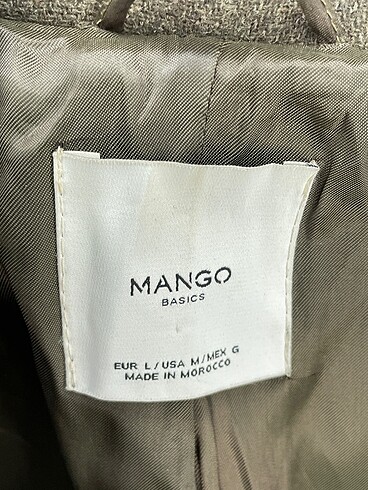 MANGO
BASICS
EUR L/USA M/MEX G
MADE IN MOROCCO